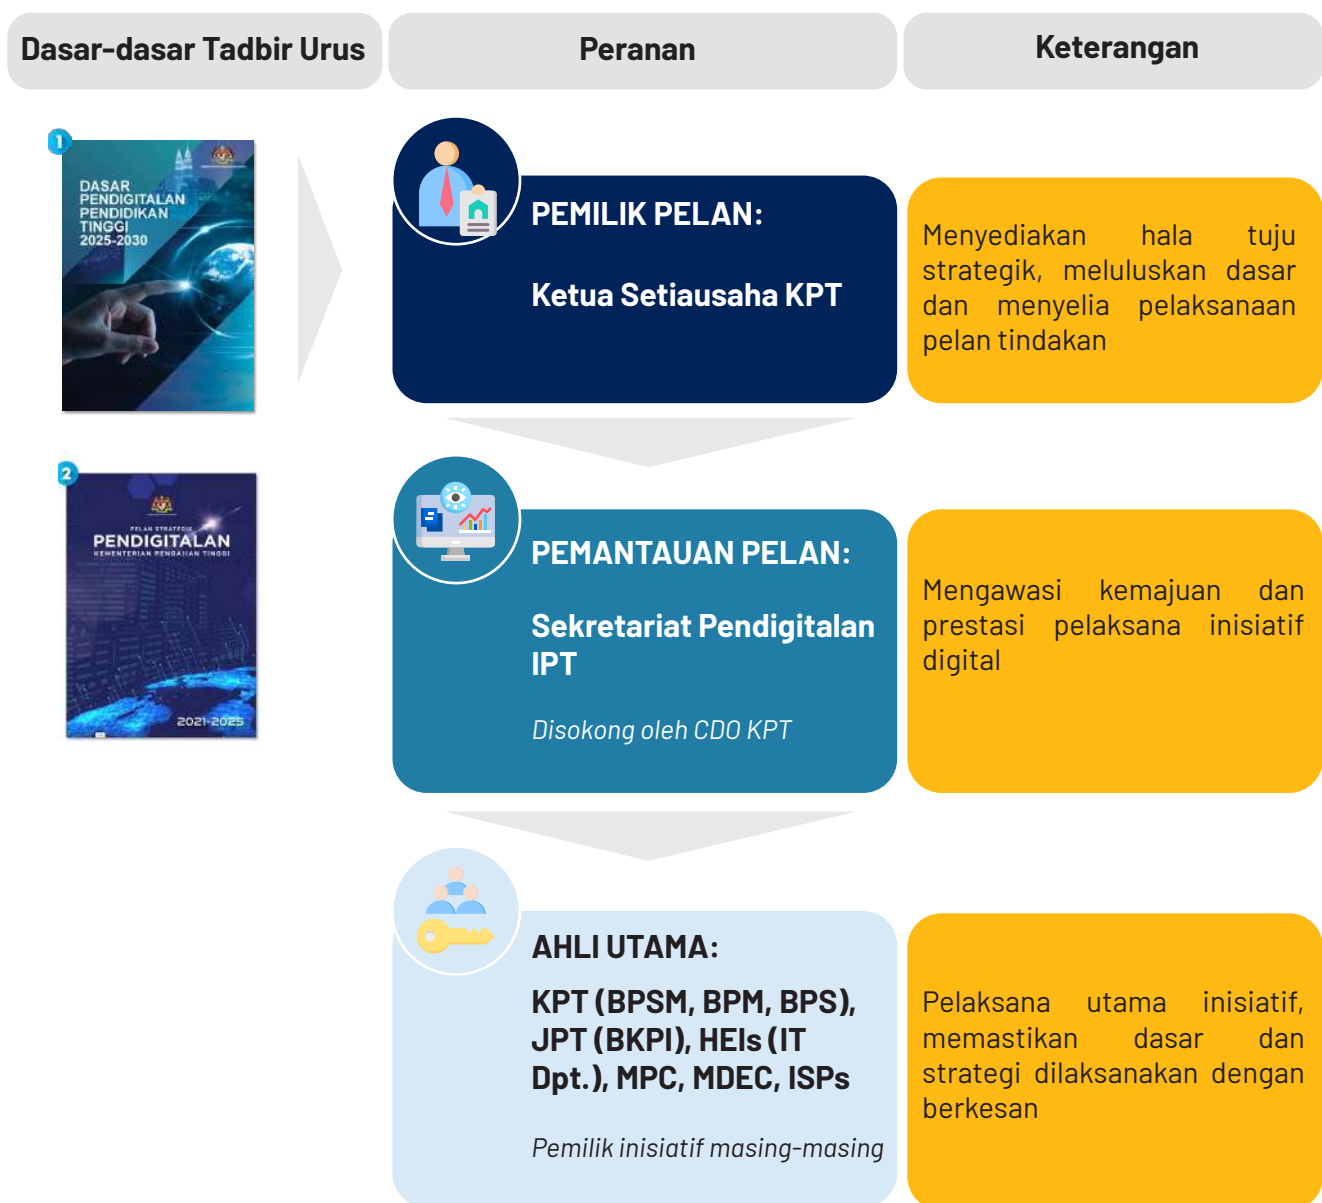 Dasar-dasar Tadbir Urus
Peranan
Keterangan
1
DASAR
PENDIGITALAN
PENDIDIKAN
TINGGI
2025-2030
PEMILIK PELAN:
Ketua Setiausaha KPT
Menyediakan hala tuju
strategik, meluluskan dasar
dan menyelia pelaksanaan
pelan tindakan
2
PELAN STRATEGIK
PENDIGITALAN
KEMENTERIAN PENGAJIAN TINGGI
2021-2025
PEMANTAUAN PELAN:
Sekretariat Pendigitalan
IPT
Disokong oleh CDO KPT
Mengawasi kemajuan dan
prestasi pelaksana inisiatif
digital
AHLI UTAMA:
KPT (BPSM, BPM, BPS),
JPT (BKPI), HEIs (IT
Dpt.), MPC, MDEC, ISPs
Pemilik inisiatif masing-masing
Pelaksana utama inisiatif,
memastikan dasar dan
strategi dilaksanakan dengan
berkesan